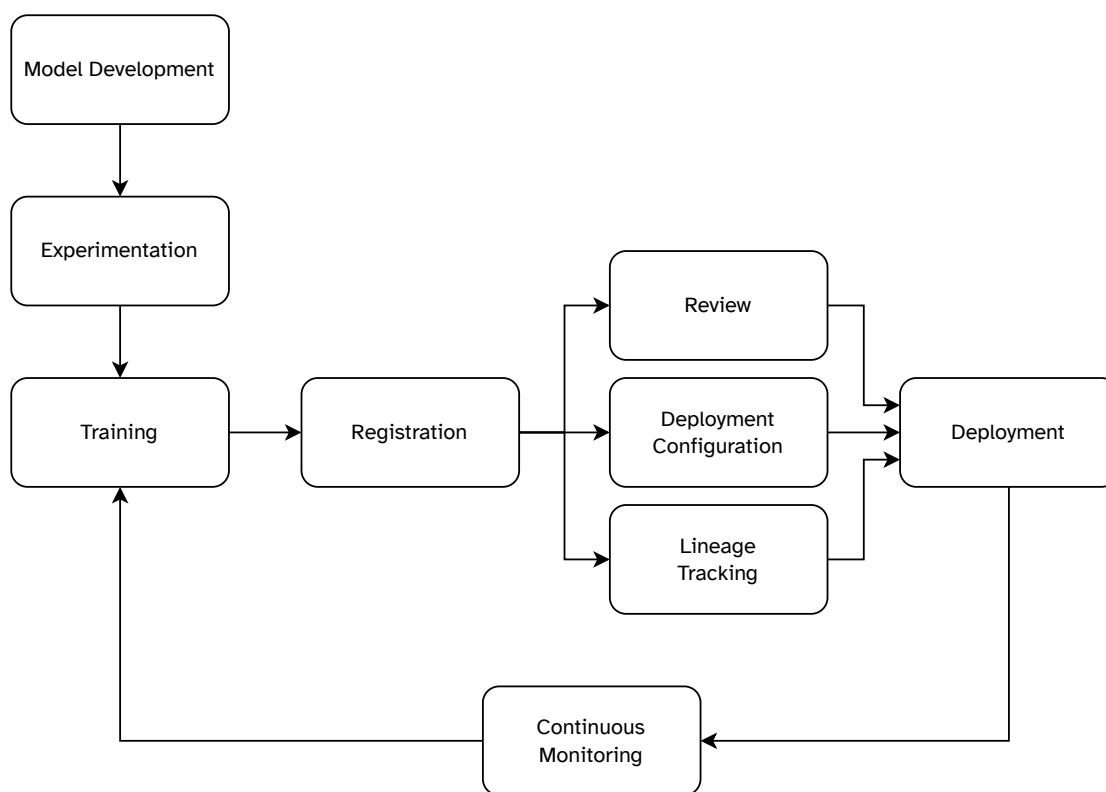 Model Development
Experimentation
Training
Registration
Review
Deployment
Configuration
Lineage
Tracking
Deployment
Continuous
Monitoring